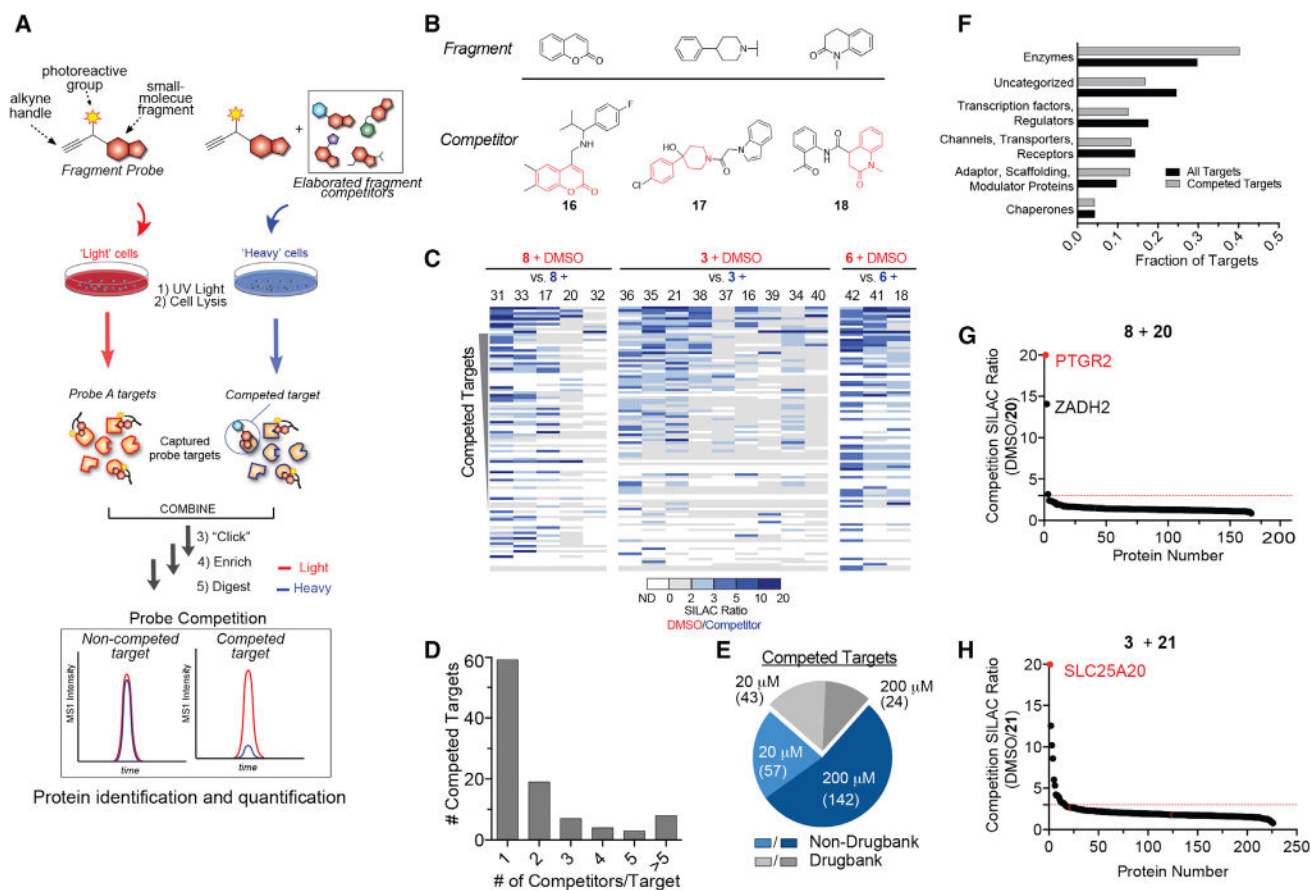 A
photoreactive
group
small-
molecue
fragment
alkyne
handle
Fragment Probe
+
Elaborated fragment
competitors
'Light' cells
'Heavy' cells
1) UV Light
2) Cell Lysis
Probe A targets
Competed target
Captured
probe targets
COMBINE
3) "Click"
4) Enrich
5) Digest
Light
Heavy
Probe Competition
Non-competed
target
Competed
target
MS1 Intensity
time
MS1 Intensity
time
Protein identification and quantification
B
Fragment
O O
N
O N
Competitor
F
NH
O O
HO
N
O
N
Cl
O
N
H
O
N
O
16
17
18
C
8 + DMSO
vs. 8 +
3 + DMSO
vs. 3 +
6 + DMSO
vs. 6 +
31 33 17 20 32
36 35 21 38 37 16 39 34 40
42 41 18
Competed Targets
ND 0 2 3 5 10 20
SILAC Ratio
DMSO/Competitor
D
# Competed Targets
60
40
20
0
1 2 3 4 5 >5
# of Competitors/Target
E
Competed Targets
20 µM
(43)
200 µM
(24)
20 µM
(57)
200 µM
(142)
/ Non-Drugbank
/ Drugbank
F
Enzymes
Uncategorized
Transcription factors,
Regulators
Channels, Transporters,
Receptors
Adaptor, Scaffolding,
Modulator Proteins
Chaperones
All Targets
Competed Targets
0.0 0.1 0.2 0.3 0.4 0.5
Fraction of Targets
G
8 + 20
Competition SILAC Ratio
(DMSO/20)
20
15
10
5
0
PTGR2
ZADH2
0 50 100 150 200
Protein Number
H
3 + 21
Competition SILAC Ratio
(DMSO/21)
20
15
10
5
0
SLC25A20
0 50 100 150 200 250
Protein Number